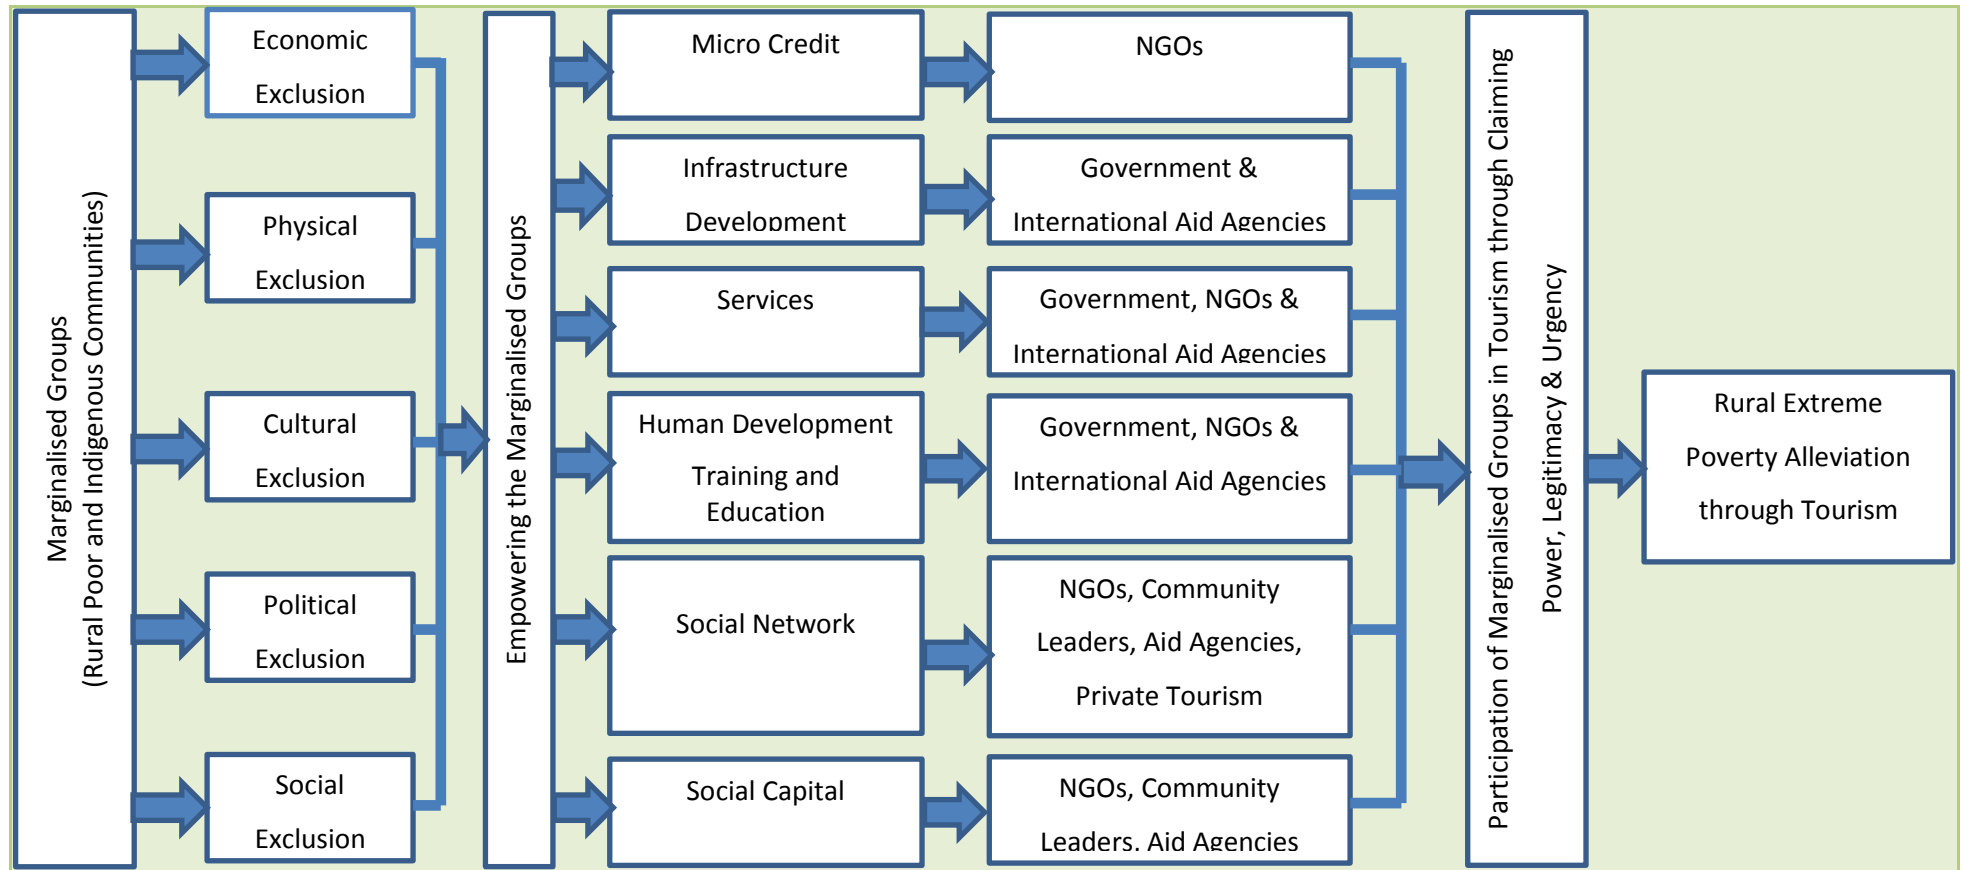 Marginalised Groups
(Rural Poor and Indigenous Communities)
Economic
Exclusion
Physical
Exclusion
Cultural
Exclusion
Political
Exclusion
Social
Exclusion
Empowering the Marginalised Groups
Micro Credit
NGOs
Infrastructure
Development
Government &
International Aid Agencies
Services
Government, NGOs &
International Aid Agencies
Human Development
Training and
Education
Government, NGOs &
International Aid Agencies
Social Network
NGOs, Community
Leaders, Aid Agencies,
Private Tourism
Social Capital
NGOs, Community
Leaders, Aid Agencies
Participation of Marginalised Groups in Tourism through Claiming
Power, Legitimacy & Urgency
Rural Extreme
Poverty Alleviation
through Tourism